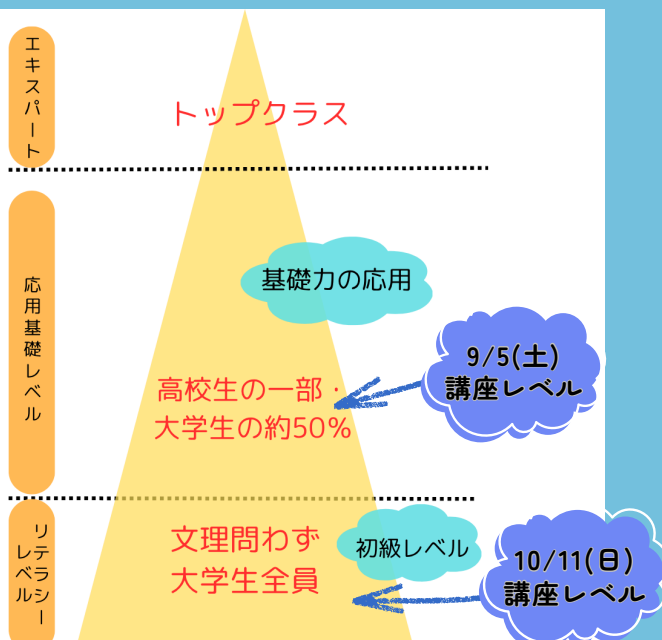 エキスパート
トップクラス
応用基礎レベル
基礎力の応用
9/5(土)
講座レベル
高校生の一部・
大学生の約50%
リテラシー
レベル
文理問わず
大学生全員
初級レベル
10/11(日)
講座レベル